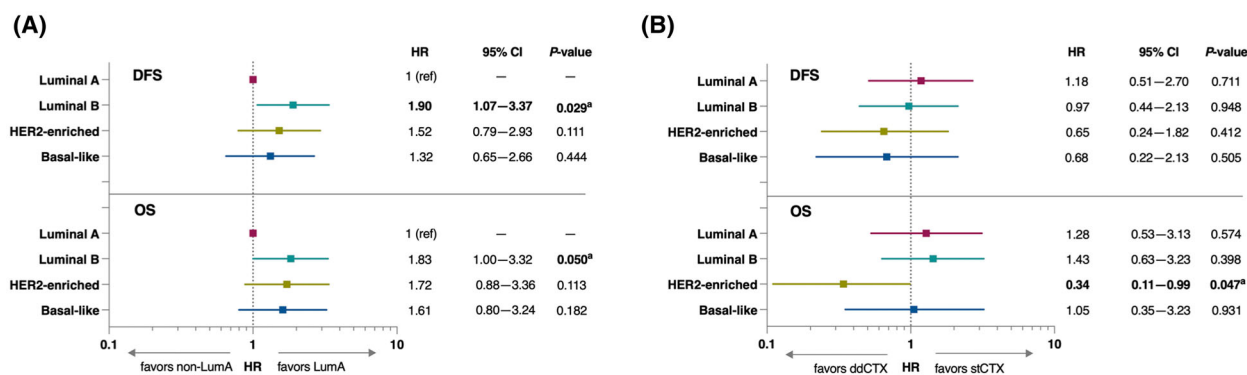 (A)
HR 95% CI P-value
DFS
Luminal A 1 (ref) — —
Luminal B 1.90 1.07—3.37 0.029a
HER2-enriched 1.52 0.79—2.93 0.111
Basal-like 1.32 0.65—2.66 0.444
OS
Luminal A 1 (ref) — —
Luminal B 1.83 1.00—3.32 0.050a
HER2-enriched 1.72 0.88—3.36 0.113
Basal-like 1.61 0.80—3.24 0.182
0.1 1 10
favors non-LumA HR favors LumA
(B)
HR 95% CI P-value
DFS
Luminal A 1.18 0.51—2.70 0.711
Luminal B 0.97 0.44—2.13 0.948
HER2-enriched 0.65 0.24—1.82 0.412
Basal-like 0.68 0.22—2.13 0.505
OS
Luminal A 1.28 0.53—3.13 0.574
Luminal B 1.43 0.63—3.23 0.398
HER2-enriched 0.34 0.11—0.99 0.047a
Basal-like 1.05 0.35—3.23 0.931
0.1 1 10
favors ddCTX HR favors stCTX